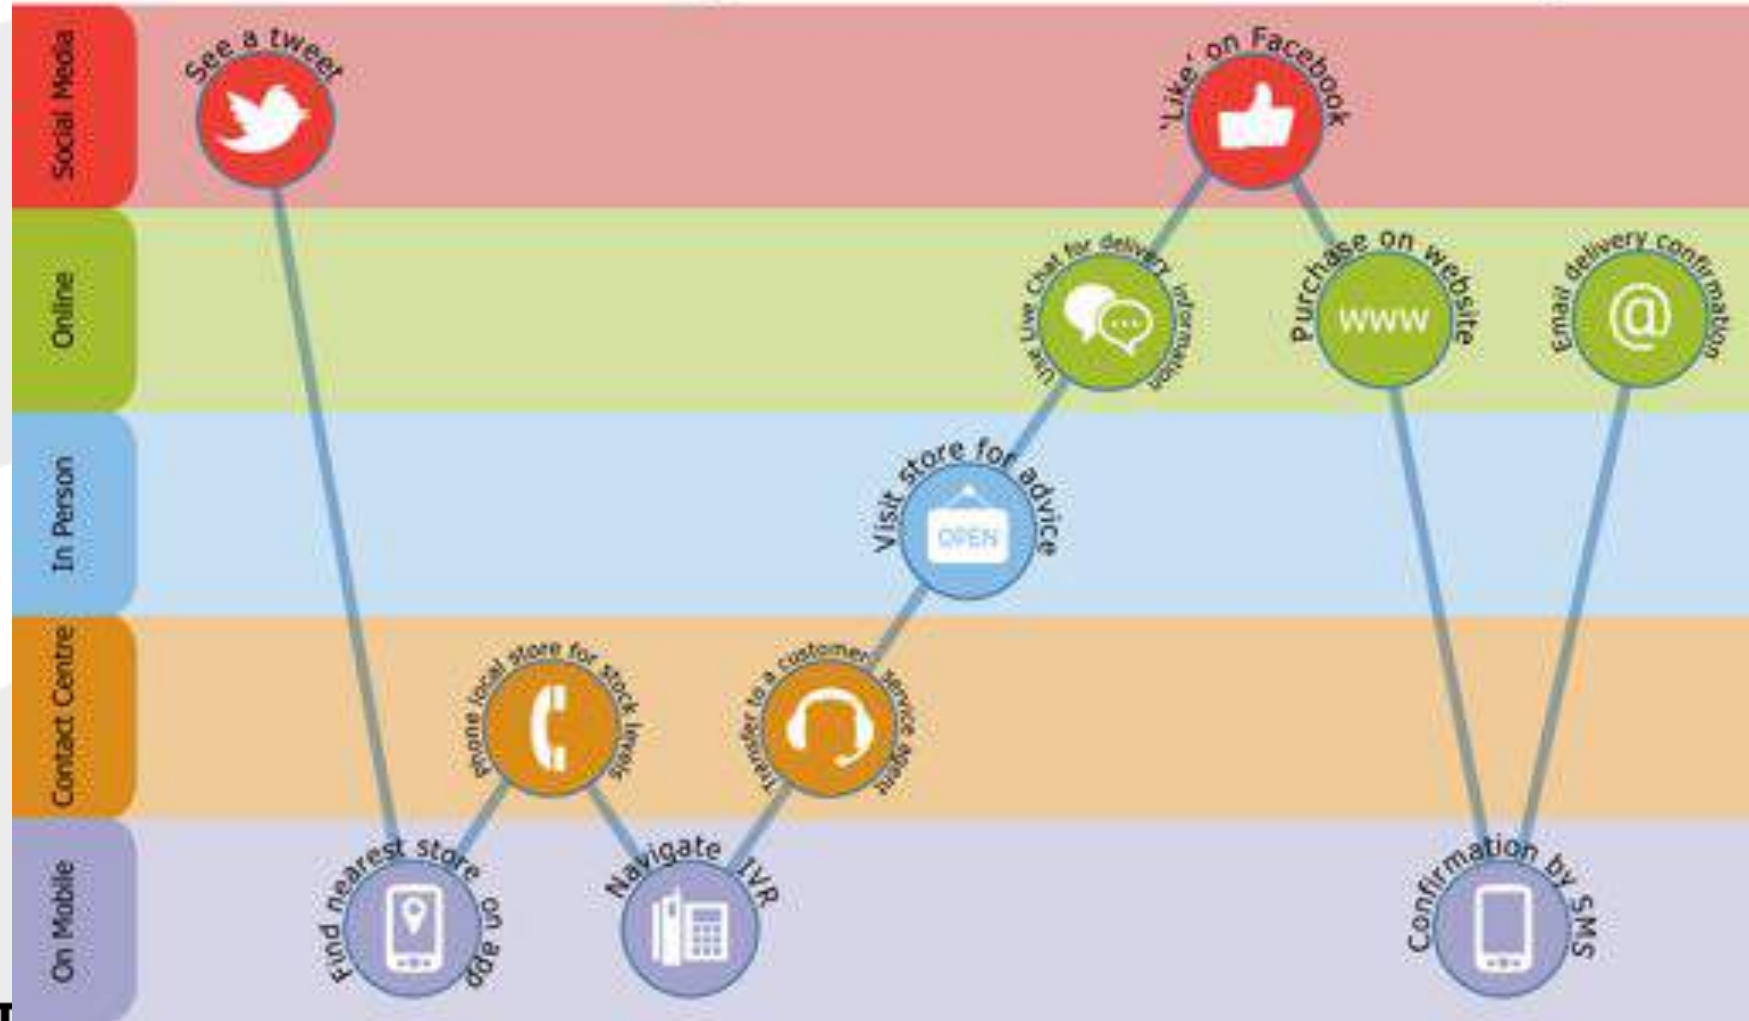 Social Media
See a tweet
'Like' on Facebook
Online
Use Live Chat for delivery information
Purchase on website
www
Email delivery confirmation
@
In Person
Visit store for advice
OPEN
Contact Centre
Phone local store for stock levels
Transfer to a customer service agent
On Mobile
Find nearest store on app
Navigate IVR
Confirmation by SMS